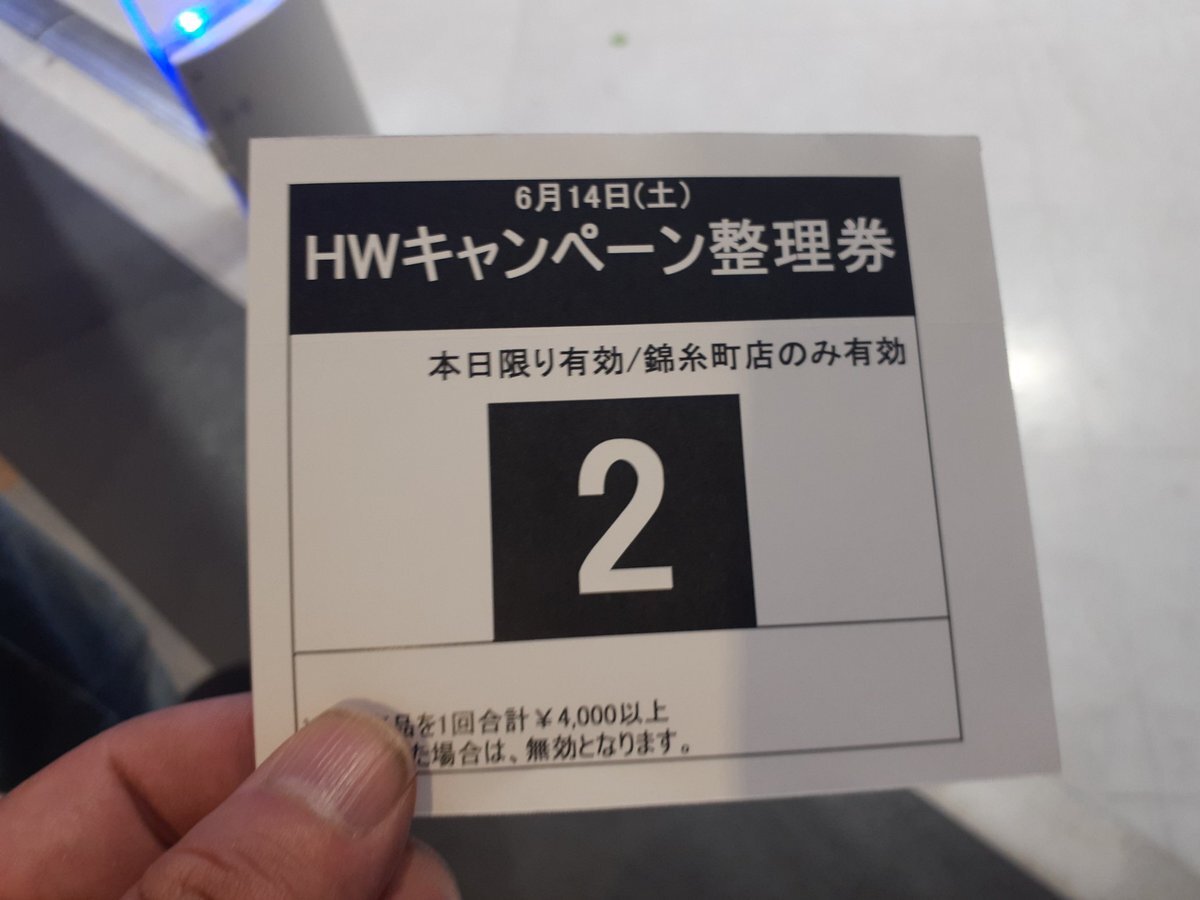 6月14日(土)
HWキャンペーン整理券
本日限り有効/錦糸町店のみ有効
2
品を1回合計¥4,000以上
た場合は、無効となります。